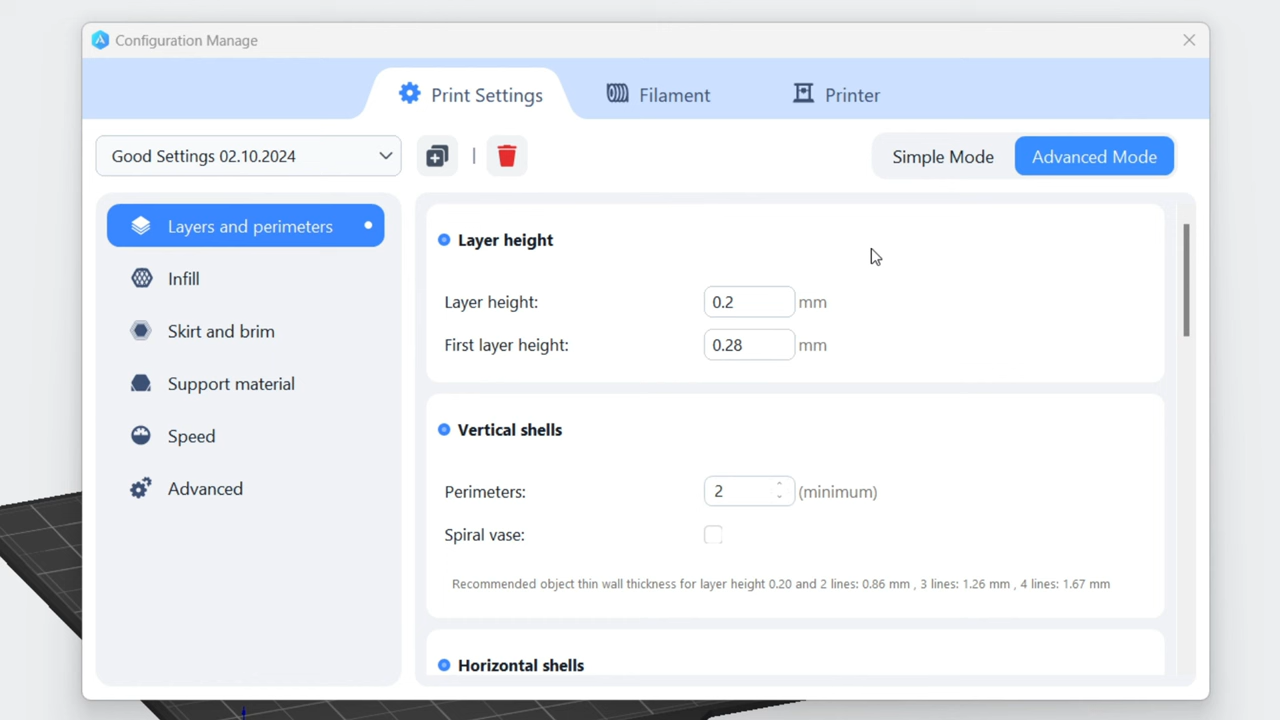 Configuration Manage
Print Settings
Filament
Printer
Good Settings 02.10.2024
|
Simple Mode
Advanced Mode
Layers and perimeters
Infill
Skirt and brim
Support material
Speed
Advanced
Layer height
Layer height: 0.2 mm
First layer height: 0.28 mm
Vertical shells
Perimeters: 2 (minimum)
Spiral vase:
Recommended object thin wall thickness for layer height 0.20 and 2 lines: 0.86 mm , 3 lines: 1.26 mm , 4 lines: 1.67 mm
Horizontal shells